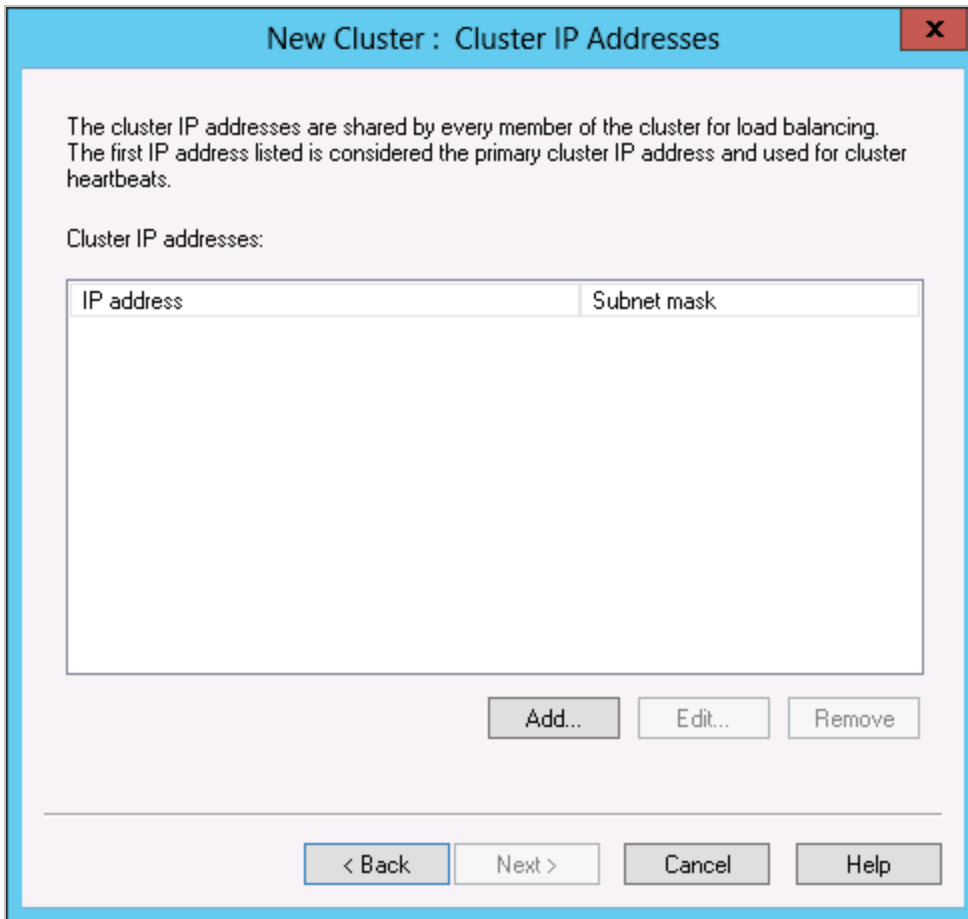 New Cluster :  Cluster IP Addresses
x
The cluster IP addresses are shared by every member of the cluster for load balancing.
The first IP address listed is considered the primary cluster IP address and used for cluster
heartbeats.
Cluster IP addresses:
IP address Subnet mask
Add... Edit... Remove
< Back Next > Cancel Help